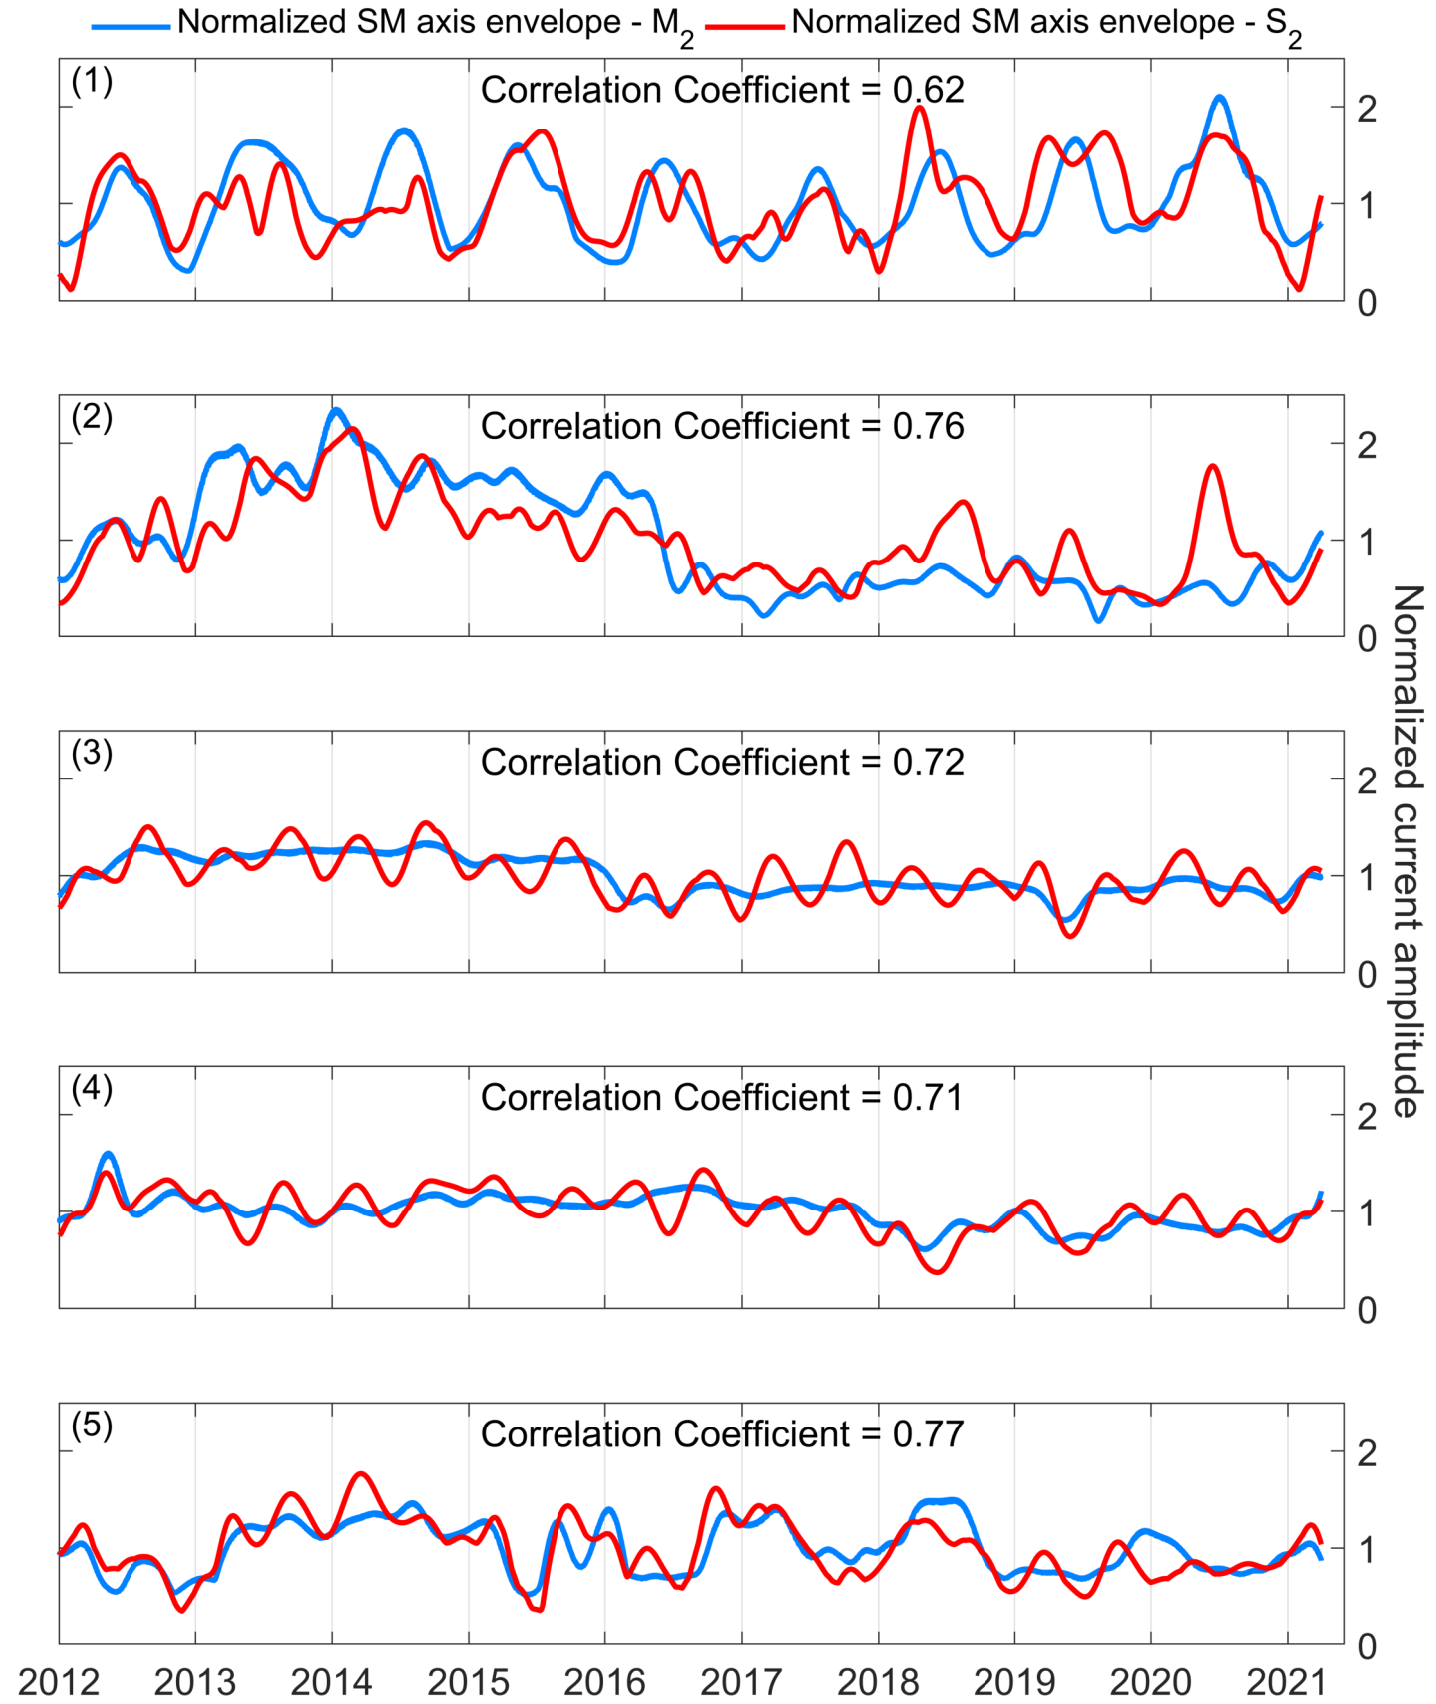 Normalized SM axis envelope - M2 Normalized SM axis envelope - S2
(1) Correlation Coefficient = 0.62
2
1
0
(2) Correlation Coefficient = 0.76
2
1
0
(3) Correlation Coefficient = 0.72
2
1
0
(4) Correlation Coefficient = 0.71
2
1
0
(5) Correlation Coefficient = 0.77
2
1
0
Normalized current amplitude
2012 2013 2014 2015 2016 2017 2018 2019 2020 2021